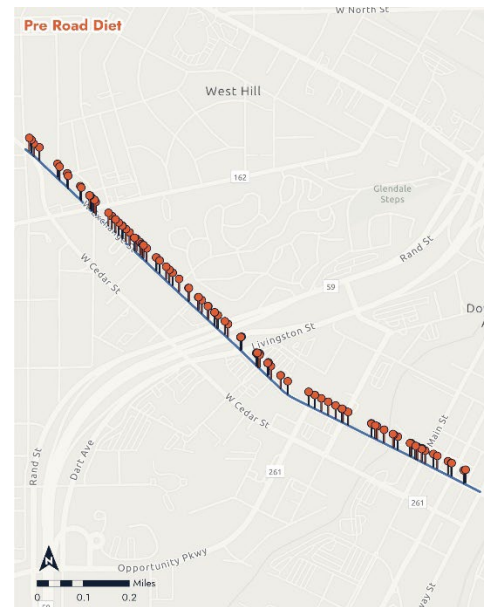 Pre Road Diet
W North St
West Hill
162
Glendale
Steps
Rand St
W Cedar St
59
Livingston St
W Cedar St
Main St
261
261
Rand St
Dart Ave
Opportunity Pkwy
N
Miles
0
0.1
0.2